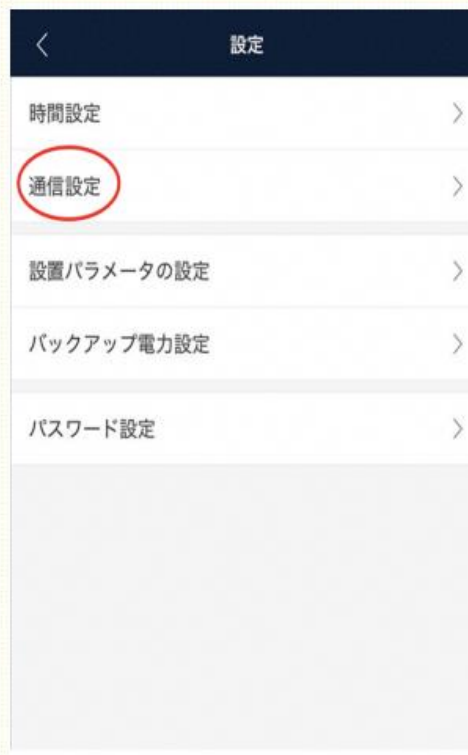 設定
時間設定
通信設定
設置パラメータの設定
バックアップ電力設定
パスワード設定